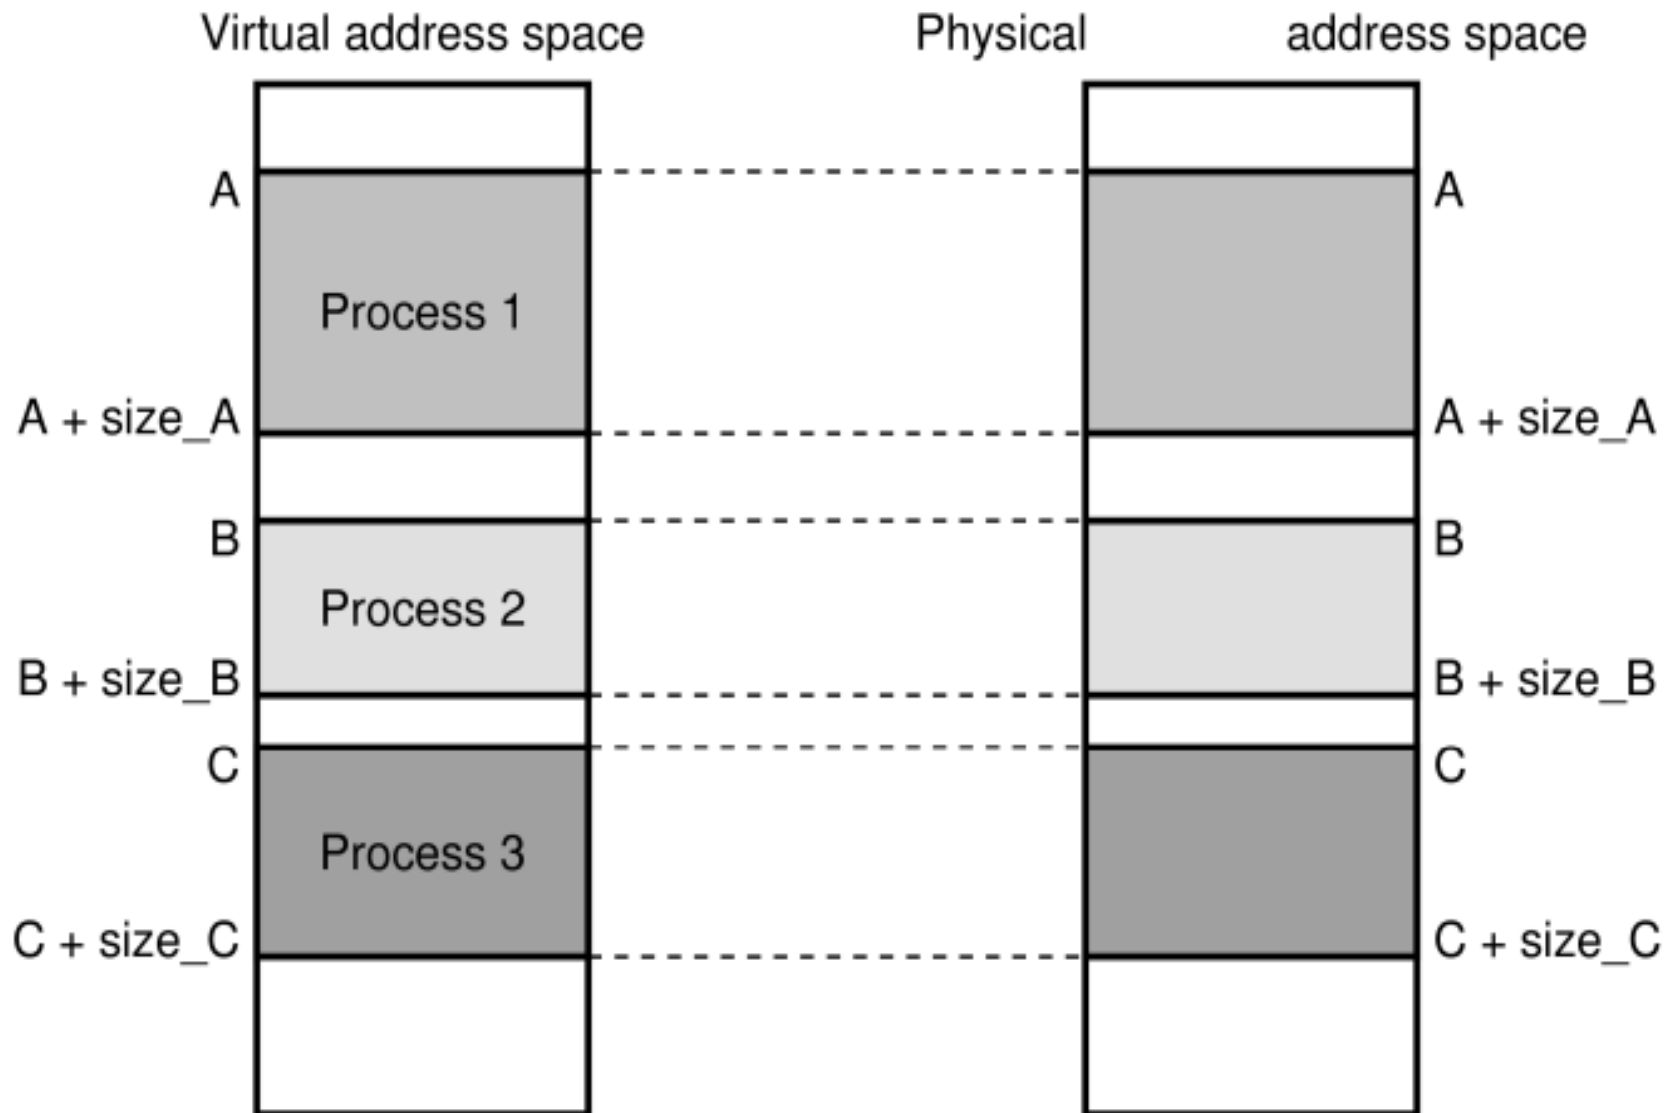 Virtual address space Physical address space
A A
Process 1
A + size_A A + size_A
B B
Process 2
B + size_B B + size_B
C C
Process 3
C + size_C C + size_C